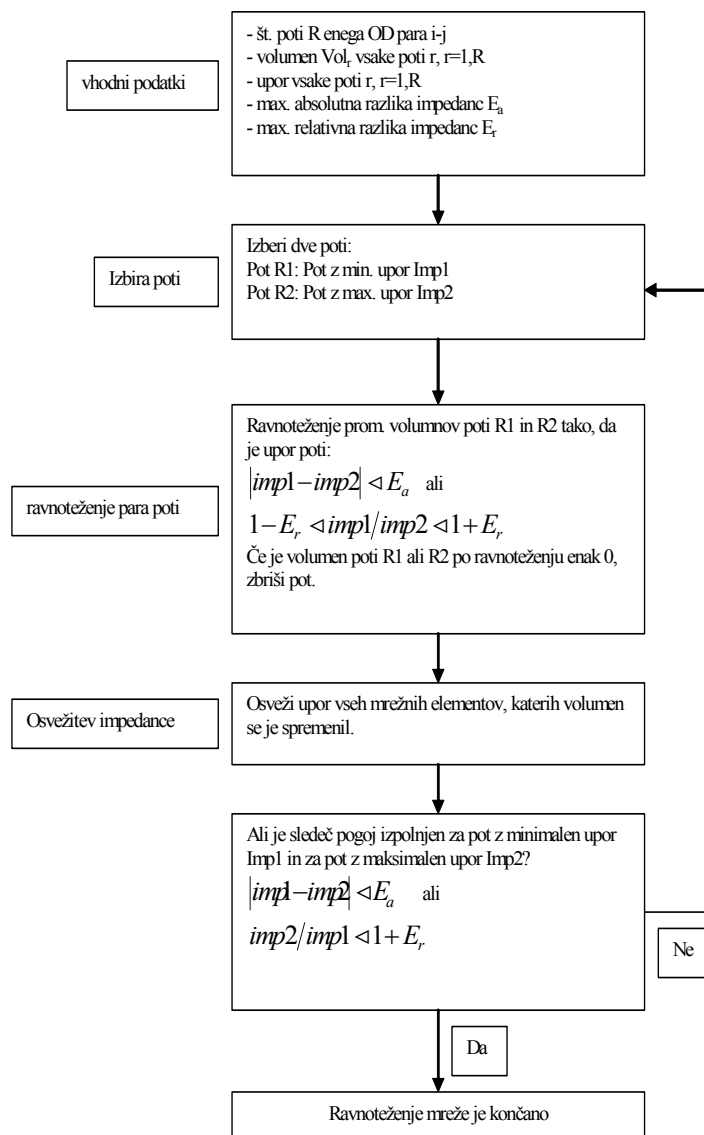 - št. poti R enega OD para i-j
- volumen Volr vsake poti r, r=1,R
- upor vsake poti r, r=1,R
- max. absolutna razlika impedanc Ea
- max. relativna razlika impedanc Er
vhodni podatki
Izberi dve poti:
Pot R1: Pot z min. upor Imp1
Pot R2: Pot z max. upor Imp2
Izbira poti
Ravnoteženje prom. volumnov poti R1 in R2 tako, da
je upor poti:
|imp1−imp2| ⊲ Ea ali
1−Er ⊲ imp1/imp2 ⊲ 1+Er
Če je volumen poti R1 ali R2 po ravnoteženju enak 0,
zbriši pot.
ravnoteženje para poti
Osveži upor vseh mrežnih elementov, katerih volumen
se je spremenil.
Osvežitev impedance
Ali je sledeč pogoj izpolnjen za pot z minimalen upor
Imp1 in za pot z maksimalen upor Imp2?
|imp1−imp2| ⊲ Ea ali
imp2/imp1 ⊲ 1+Er
Ne
Da
Ravnoteženje mreže je končano